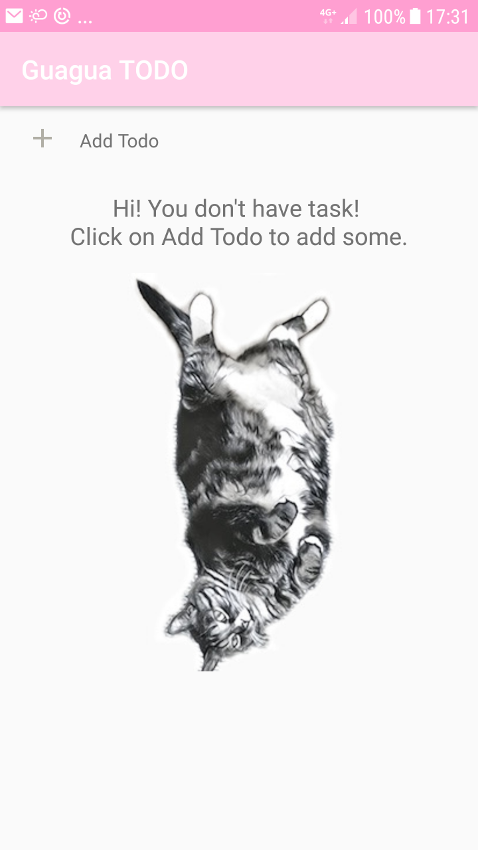 ... 4G+ 100% 17:31
Guagua TODO
Add Todo
Hi! You don't have task!
Click on Add Todo to add some.